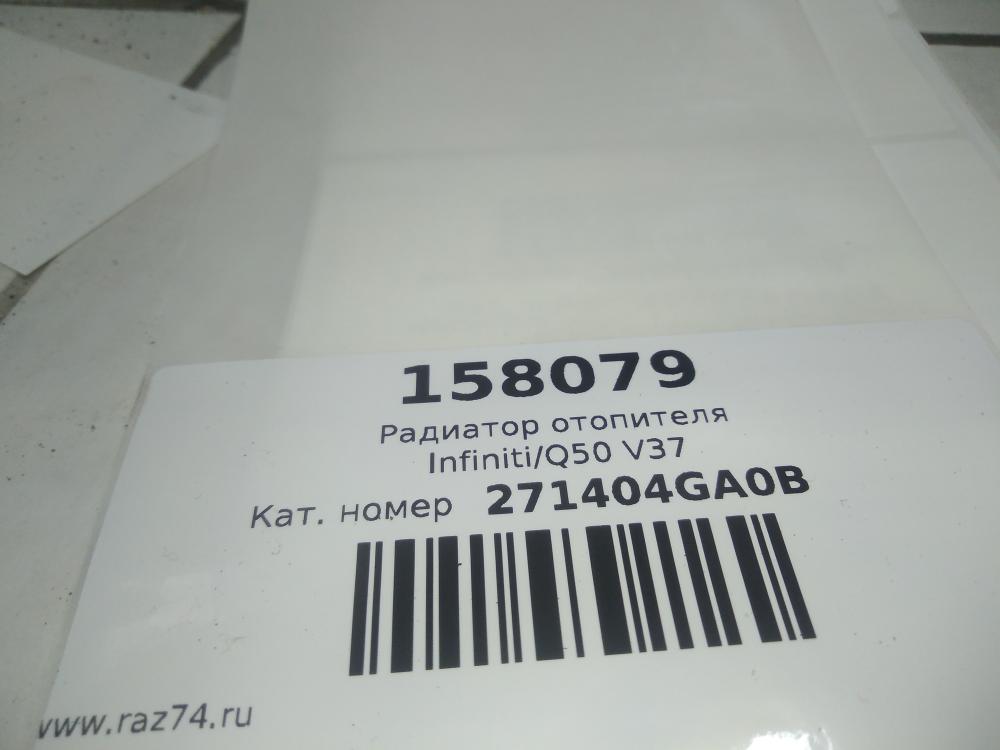 158079
Радиатор отопителя
Infiniti/Q50 V37
Кат. номер 271404GA0B
www.raz74.ru